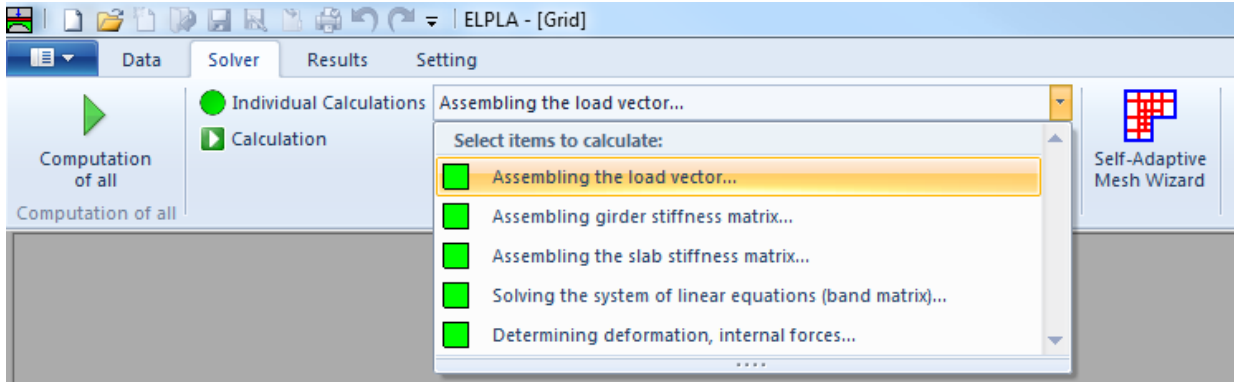 ELPLA - [Grid]
Data Solver Results Setting
Computation
of all
Computation of all
Individual Calculations
Calculation
Assembling the load vector...
Select items to calculate:
Assembling the load vector...
Assembling girder stiffness matrix...
Assembling the slab stiffness matrix...
Solving the system of linear equations (band matrix)...
Determining deformation, internal forces...
Self-Adaptive
Mesh Wizard